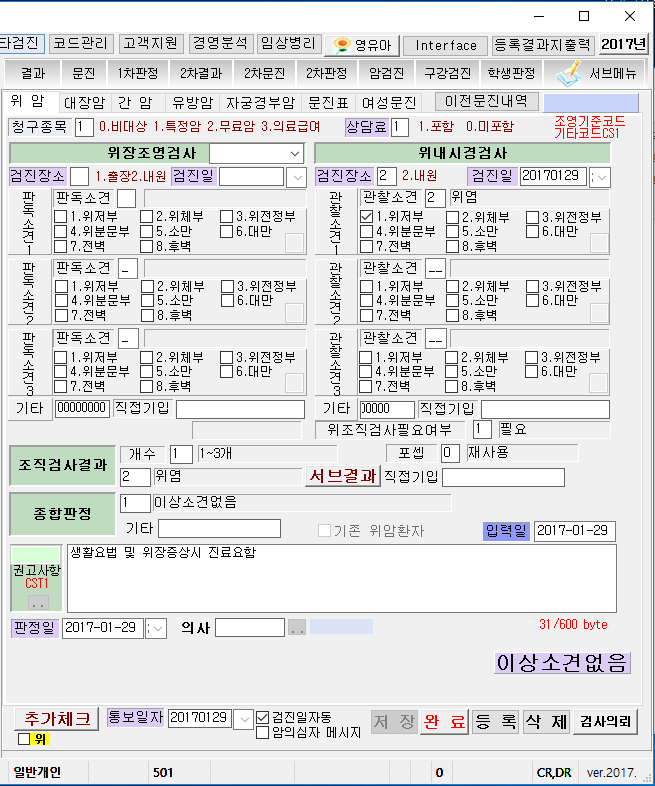 타검진 코드관리 고객지원 경영분석 임상병리 영유아 Interface 등록결과지출력 2017년
결과 문진 1차판정 2차결과 2차문진 2차판정 암검진 구강검진 학생판정 서브메뉴
위 암 대장암 간 암 유방암 자궁경부암 문진표 여성문진 이전문진내역
청구종목 1 0.비대상 1.특정암 2.무료암 3.의료급여 상담료 1 1.포함 0.미포함 조영기준코드
기타코드CS1
위장조영검사 위내시경검사
검진장소 1.출장2.내원 검진일 검진장소 2 2.내원 검진일 20170129
판독소견1 판독소견 관찰소견1 관찰소견 2 위염
1.위저부 2.위체부 3.위전정부 1.위저부 2.위체부 3.위전정부
4.위분문부 5.소만 6.대만 4.위분문부 5.소만 6.대만
7.전벽 8.후벽 7.전벽 8.후벽
판독소견2 판독소견 _ 관찰소견2 관찰소견 __
1.위저부 2.위체부 3.위전정부 1.위저부 2.위체부 3.위전정부
4.위분문부 5.소만 6.대만 4.위분문부 5.소만 6.대만
7.전벽 8.후벽 7.전벽 8.후벽
판독소견3 판독소견 _ 관찰소견3 관찰소견 __
1.위저부 2.위체부 3.위전정부 1.위저부 2.위체부 3.위전정부
4.위분문부 5.소만 6.대만 4.위분문부 5.소만 6.대만
7.전벽 8.후벽 7.전벽 8.후벽
기타 00000000 직접기입 기타 00000 직접기입
위조직검사필요여부 1 필요
조직검사결과 개수 1 1~3개 포셉 0 재사용
2 위염 서브결과 직접기입
종합판정 1 이상소견없음
기타 기존 위암환자 입력일 2017-01-29
권고사항 생활요법 및 위장증상시 진료요함
CST1
..
판정일 2017-01-29 의사 .. 31/600 byte
이상소견없음
추가체크 통보일자 20170129 검진일자동 저 장 완 료 등 록 삭 제 검사의뢰
위 암의심자 메시지
일반개인 501 0 CR,DR ver.2017.